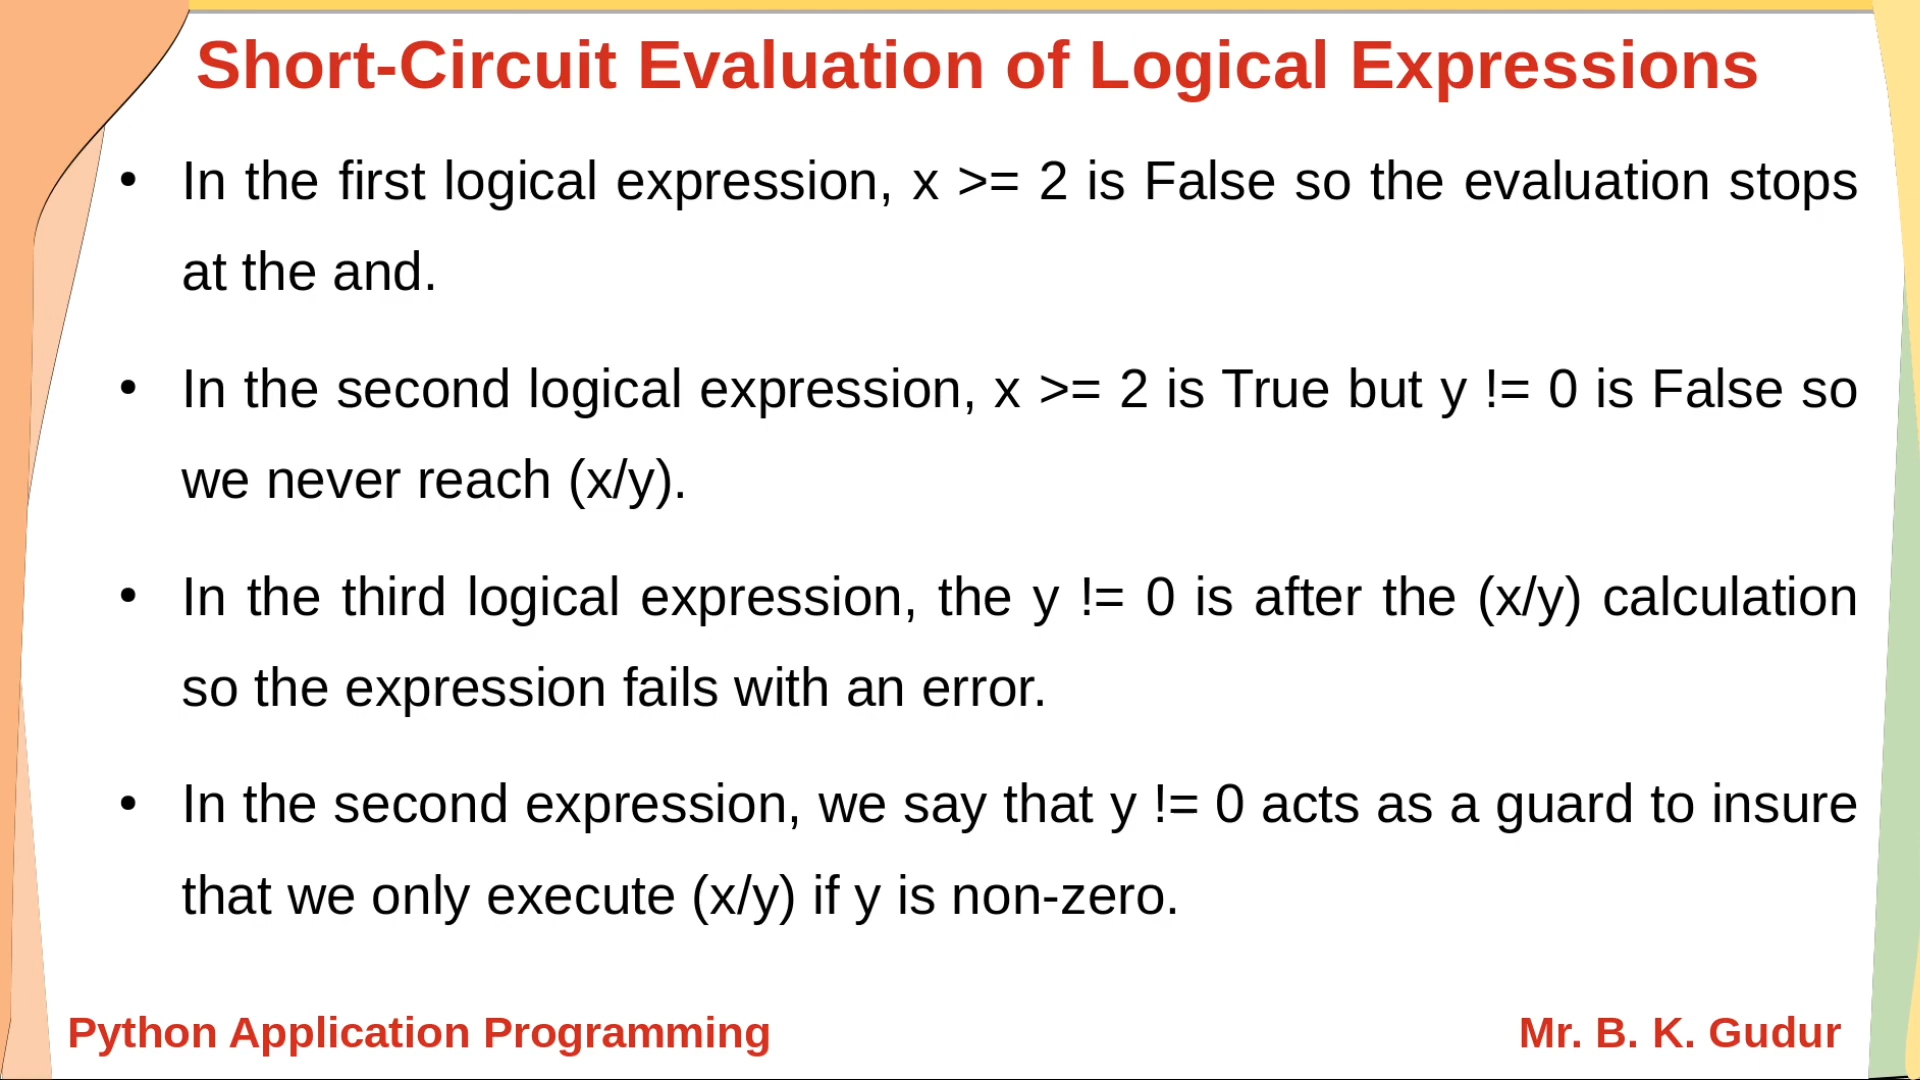 Short-Circuit Evaluation of Logical Expressions
• In the first logical expression, x >= 2 is False so the evaluation stops
at the and.
• In the second logical expression, x >= 2 is True but y != 0 is False so
we never reach (x/y).
• In the third logical expression, the y != 0 is after the (x/y) calculation
so the expression fails with an error.
• In the second expression, we say that y != 0 acts as a guard to insure
that we only execute (x/y) if y is non-zero.
Python Application Programming
Mr. B. K. Gudur